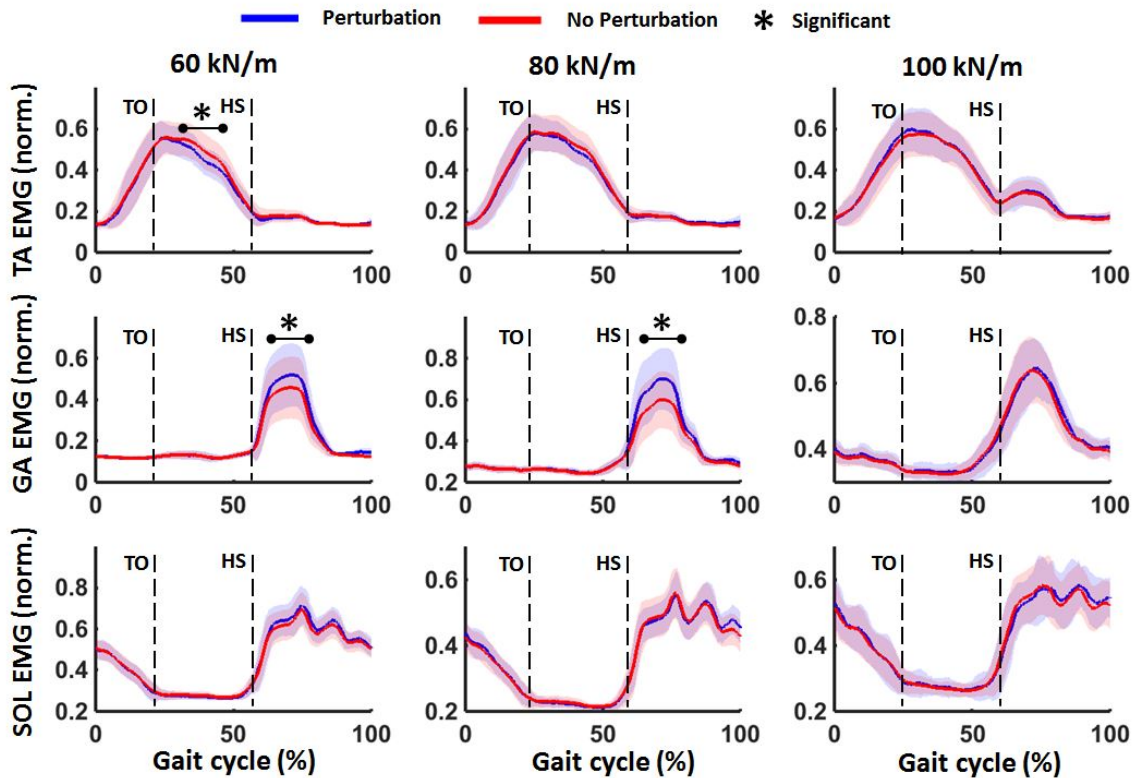 Perturbation No Perturbation * Significant
60 kN/m 80 kN/m 100 kN/m
TA EMG (norm.)
TO * HS TO HS TO HS
0.6 0.6 0.6
0.4 0.4 0.4
0.2 0.2 0.2
0 0 0
0 50 100 0 50 100 0 50 100
GA EMG (norm.)
0.8
TO HS * TO HS * TO HS
0.6 0.6 0.6
0.4 0.4 0.4
0.2
0 0.2
0 50 100 0 50 100 0 50 100
SOL EMG (norm.)
TO HS TO HS TO HS
0.8 0.6 0.6
0.6
0.4 0.4 0.4
0.2 0.2 0.2
0 50 100 0 50 100 0 50 100
Gait cycle (%) Gait cycle (%) Gait cycle (%)